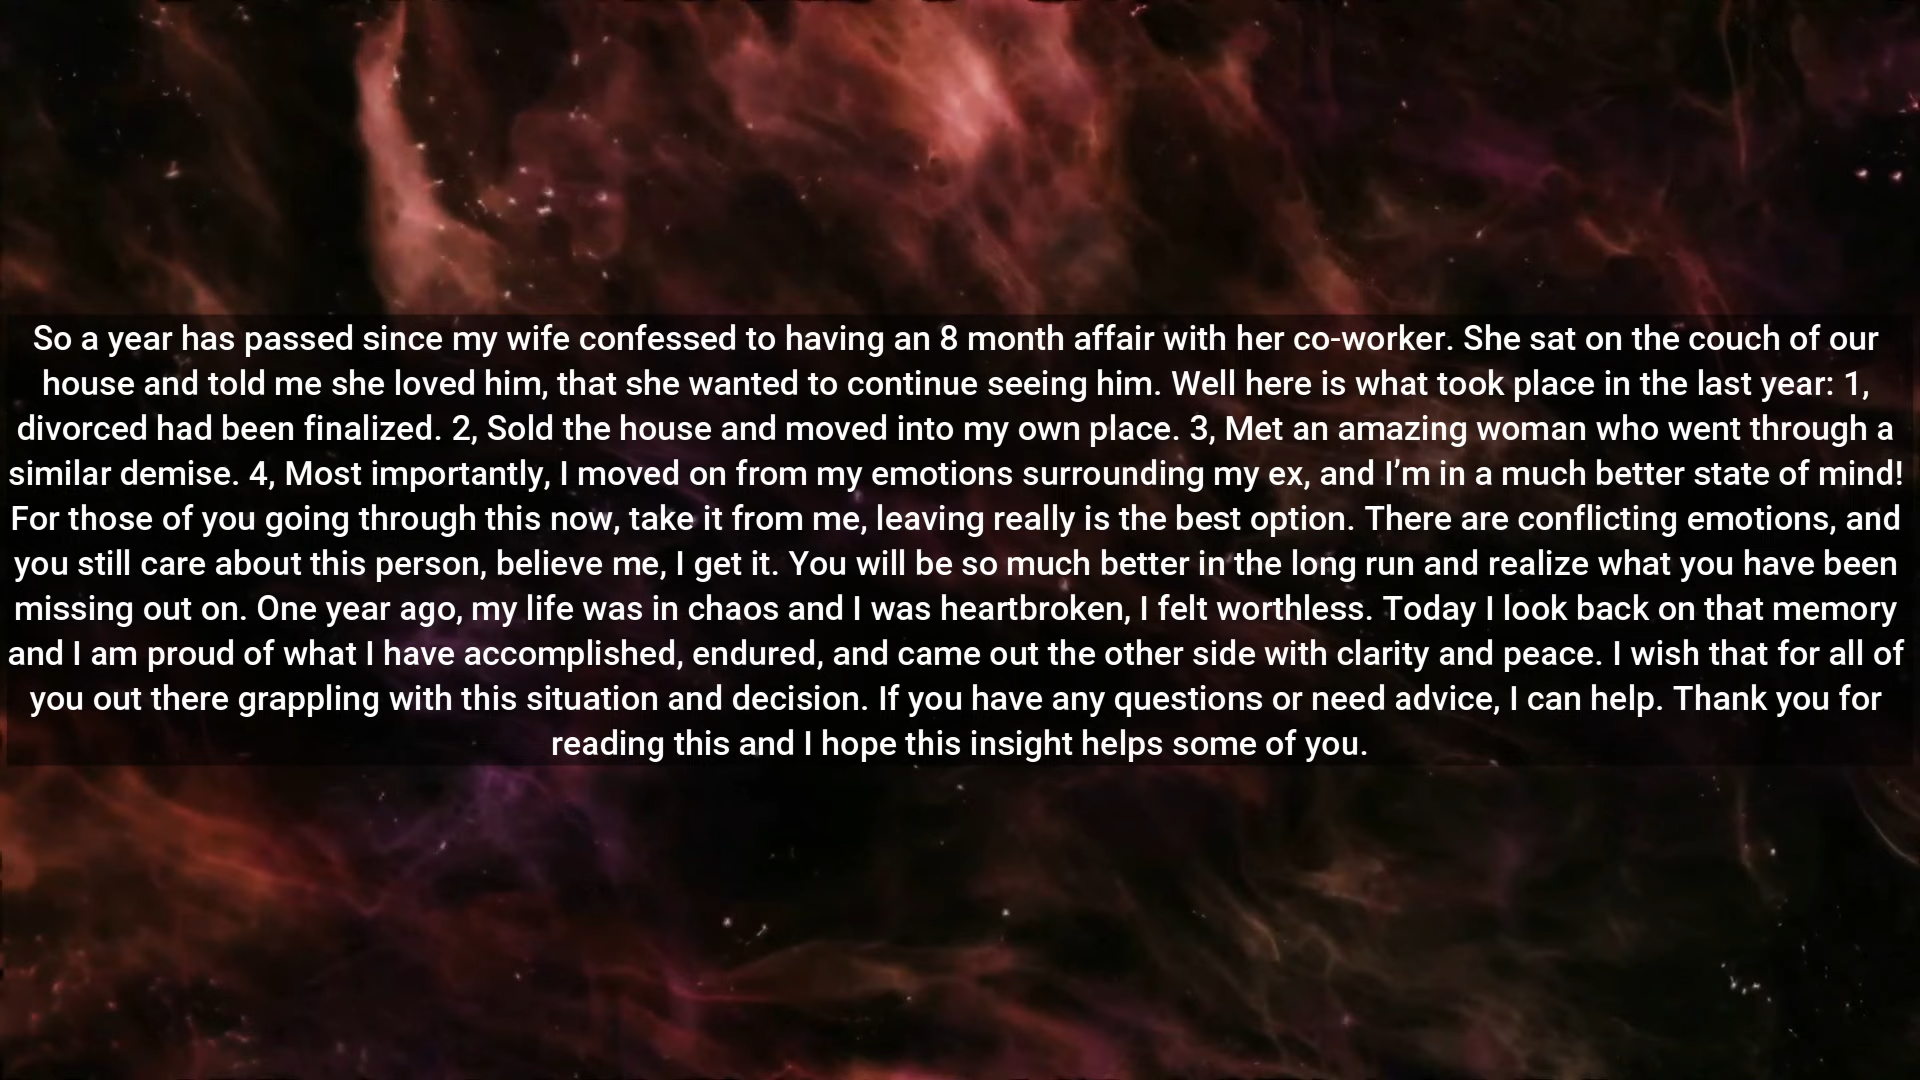 So a year has passed since my wife confessed to having an 8 month affair with her co-worker. She sat on the couch of our
house and told me she loved him, that she wanted to continue seeing him. Well here is what took place in the last year: 1,
divorced had been finalized. 2, Sold the house and moved into my own place. 3, Met an amazing woman who went through a
similar demise. 4, Most importantly, I moved on from my emotions surrounding my ex, and I’m in a much better state of mind!
For those of you going through this now, take it from me, leaving really is the best option. There are conflicting emotions, and
you still care about this person, believe me, I get it. You will be so much better in the long run and realize what you have been
missing out on. One year ago, my life was in chaos and I was heartbroken, I felt worthless. Today I look back on that memory
and I am proud of what I have accomplished, endured, and came out the other side with clarity and peace. I wish that for all of
you out there grappling with this situation and decision. If you have any questions or need advice, I can help. Thank you for
reading this and I hope this insight helps some of you.